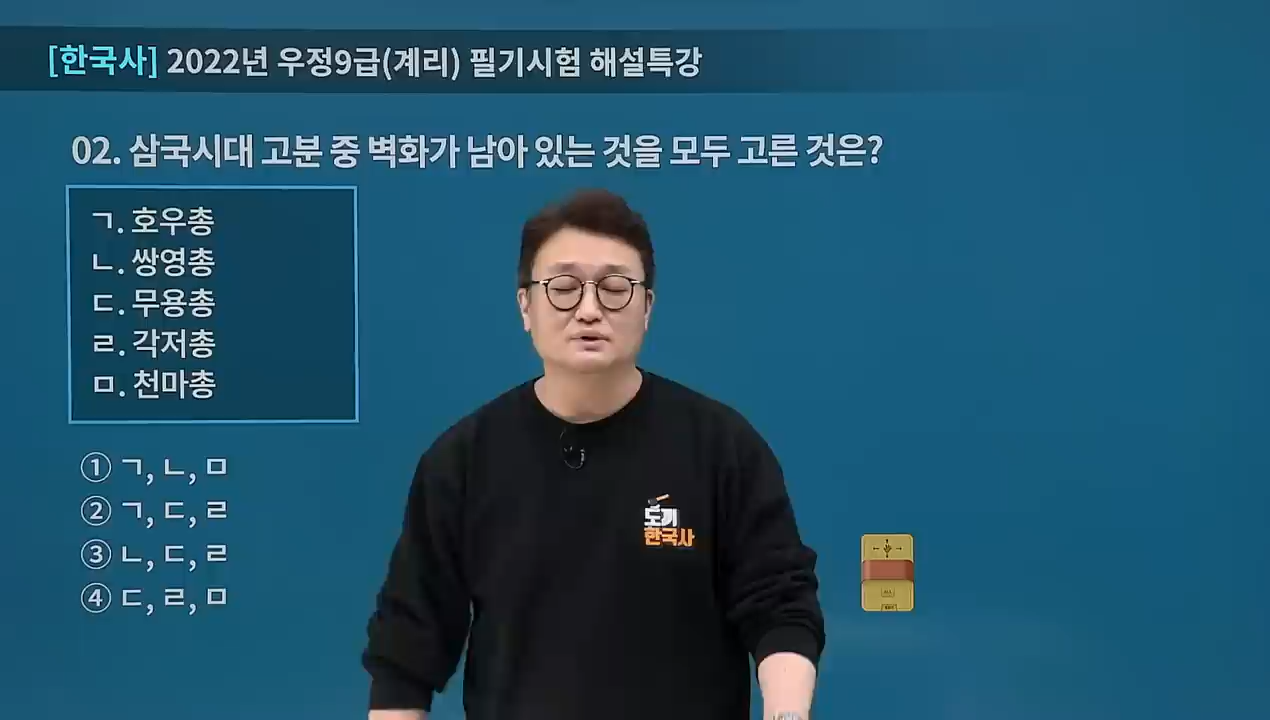 [한국사] 2022년 우정9급(계리) 필기시험 해설특강
02. 삼국시대 고분 중 벽화가 남아 있는 것을 모두 고른 것은?
ㄱ. 호우총
ㄴ. 쌍영총
ㄷ. 무용총
ㄹ. 각저총
ㅁ. 천마총
① ㄱ, ㄴ, ㅁ
② ㄱ, ㄷ, ㄹ
③ ㄴ, ㄷ, ㄹ
④ ㄷ, ㄹ, ㅁ
도끼
한국사